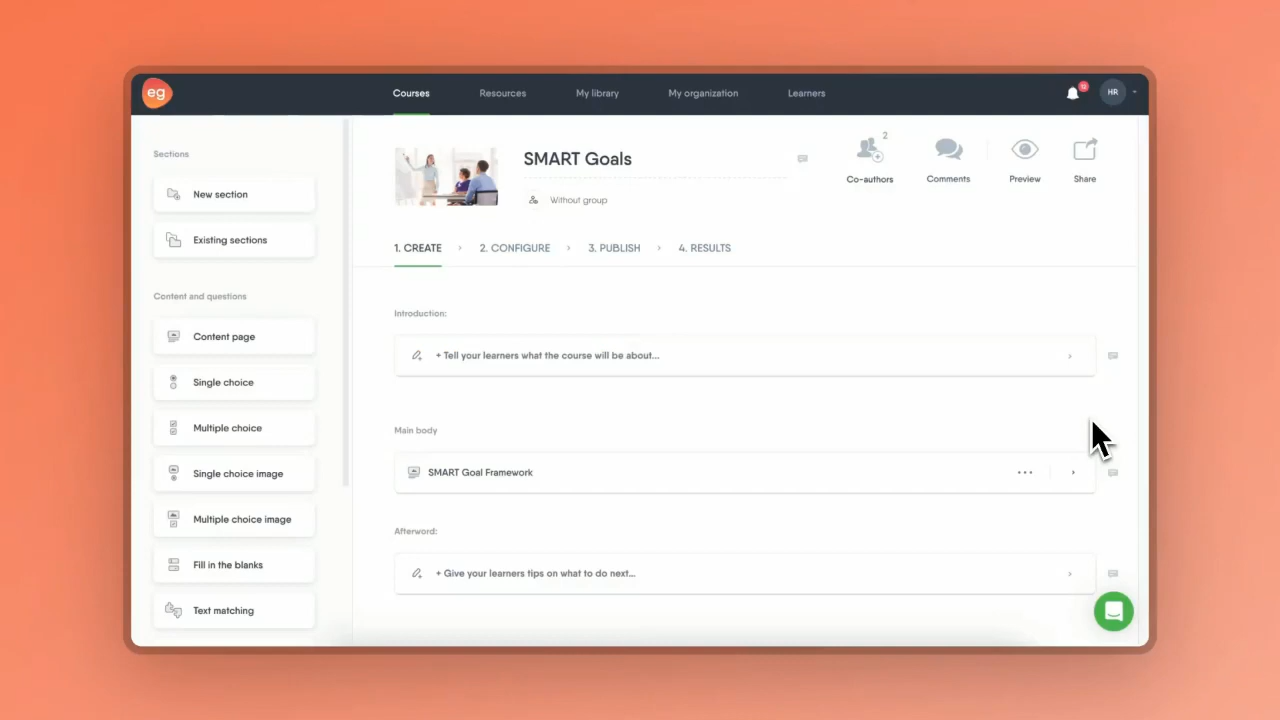 eg
Courses
Resources
My library
My organization
Learners
HR
Sections
New section
Existing sections
Content and questions
Content page
Single choice
Multiple choice
Single choice image
Multiple choice image
Fill in the blanks
Text matching
SMART Goals
Without group
2
Co-authors
Comments
Preview
Share
1. CREATE
2. CONFIGURE
3. PUBLISH
4. RESULTS
Introduction:
+ Tell your learners what the course will be about...
Main body
SMART Goal Framework
Afterword:
+ Give your learners tips on what to do next...